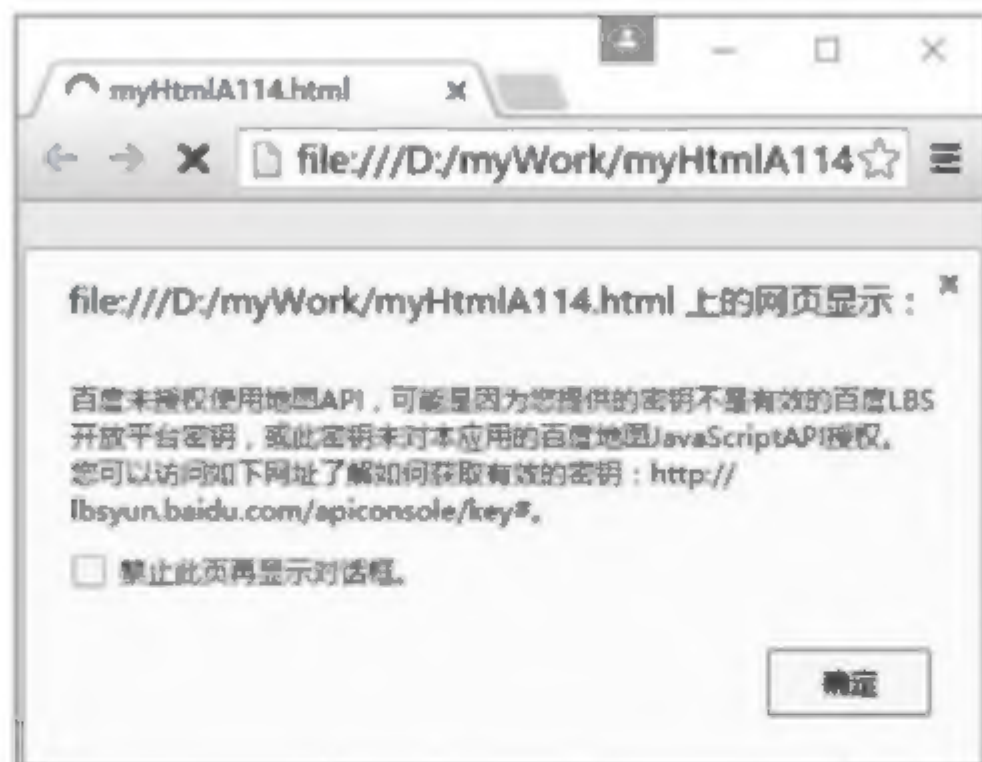 myHtmlA114.html
file:///D:/myWork/myHtmlA114
file:///D:/myWork/myHtmlA114.html 上的网页显示：
百度未授权使用地图API，可能是因为您提供的密钥不是有效的百度LBS
开放平台密钥，或此密钥未对本应用的百度地图JavaScriptAPI授权。
您可以访问如下网址了解如何获取有效的密钥：http://
lbsyun.baidu.com/apiconsole/key#。
禁止此页再显示对话框。
确定